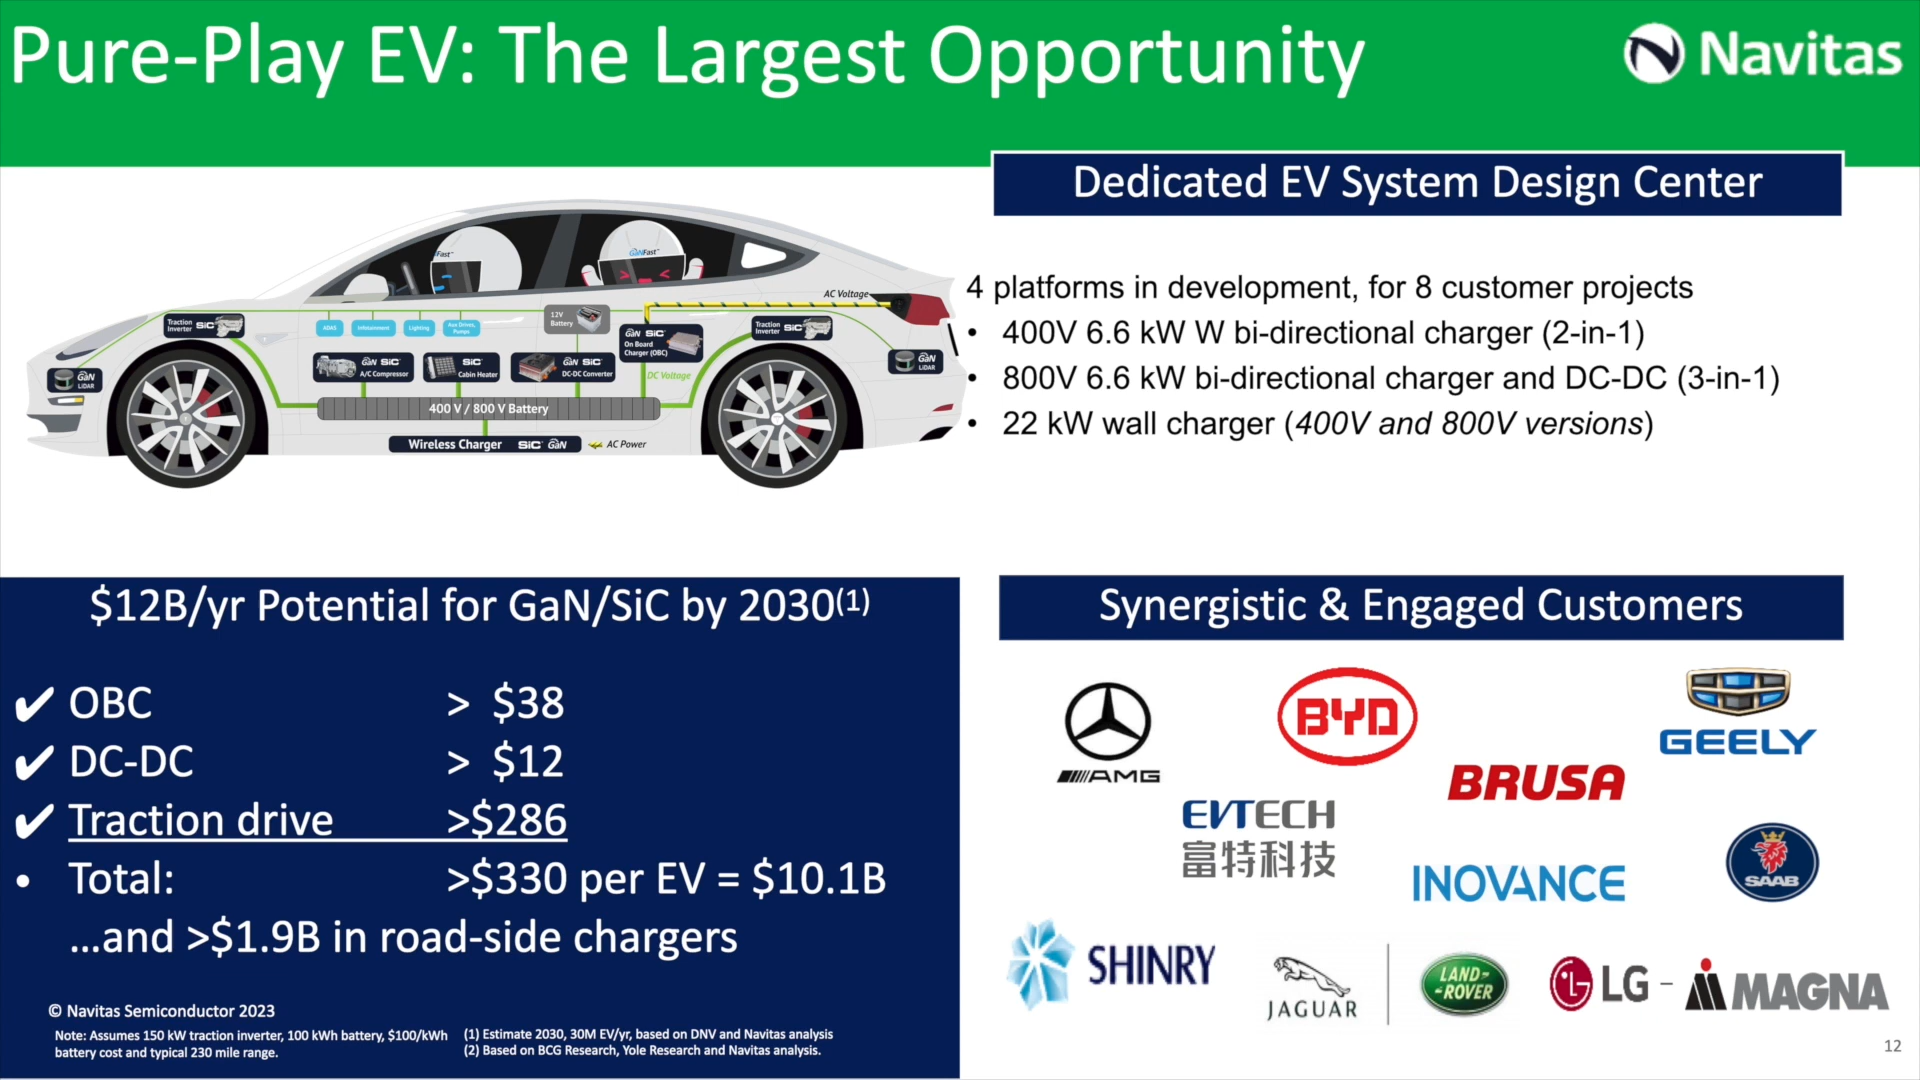 Pure-Play EV: The Largest Opportunity
Navitas
Dedicated EV System Design Center
4 platforms in development, for 8 customer projects
• 400V 6.6 kW W bi-directional charger (2-in-1)
• 800V 6.6 kW bi-directional charger and DC-DC (3-in-1)
• 22 kW wall charger (400V and 800V versions)
Fast™
GaNFast™
AC Voltage
Traction
Inverter SiC
ADAS
Infotainment
Lighting
Aux Drives,
Pumps
12V
Battery
GaN SiC
On Board
Charger (OBC)
Traction
Inverter SiC
GaN
LiDAR
GaN SiC
A/C Compressor
SiC
Cabin Heater
GaN SiC
DC-DC Converter
DC Voltage
GaN
LiDAR
400 V / 800 V Battery
Wireless Charger SiC GaN
AC Power
$12B/yr Potential for GaN/SiC by 2030(1)
✔ OBC > $38
✔ DC-DC > $12
✔ Traction drive >$286
• Total: >$330 per EV = $10.1B
...and >$1.9B in road-side chargers
© Navitas Semiconductor 2023
Note: Assumes 150 kW traction inverter, 100 kWh battery, $100/kWh
battery cost and typical 230 mile range.
(1) Estimate 2030, 30M EV/yr, based on DNV and Navitas analysis
(2) Based on BCG Research, Yole Research and Navitas analysis.
Synergistic & Engaged Customers
AMG
BYD
GEELY
BRUSA
EVTECH
富特科技
INOVANCE
SAAB
SHINRY
JAGUAR
LAND-
-ROVER
LG - MAGNA
12